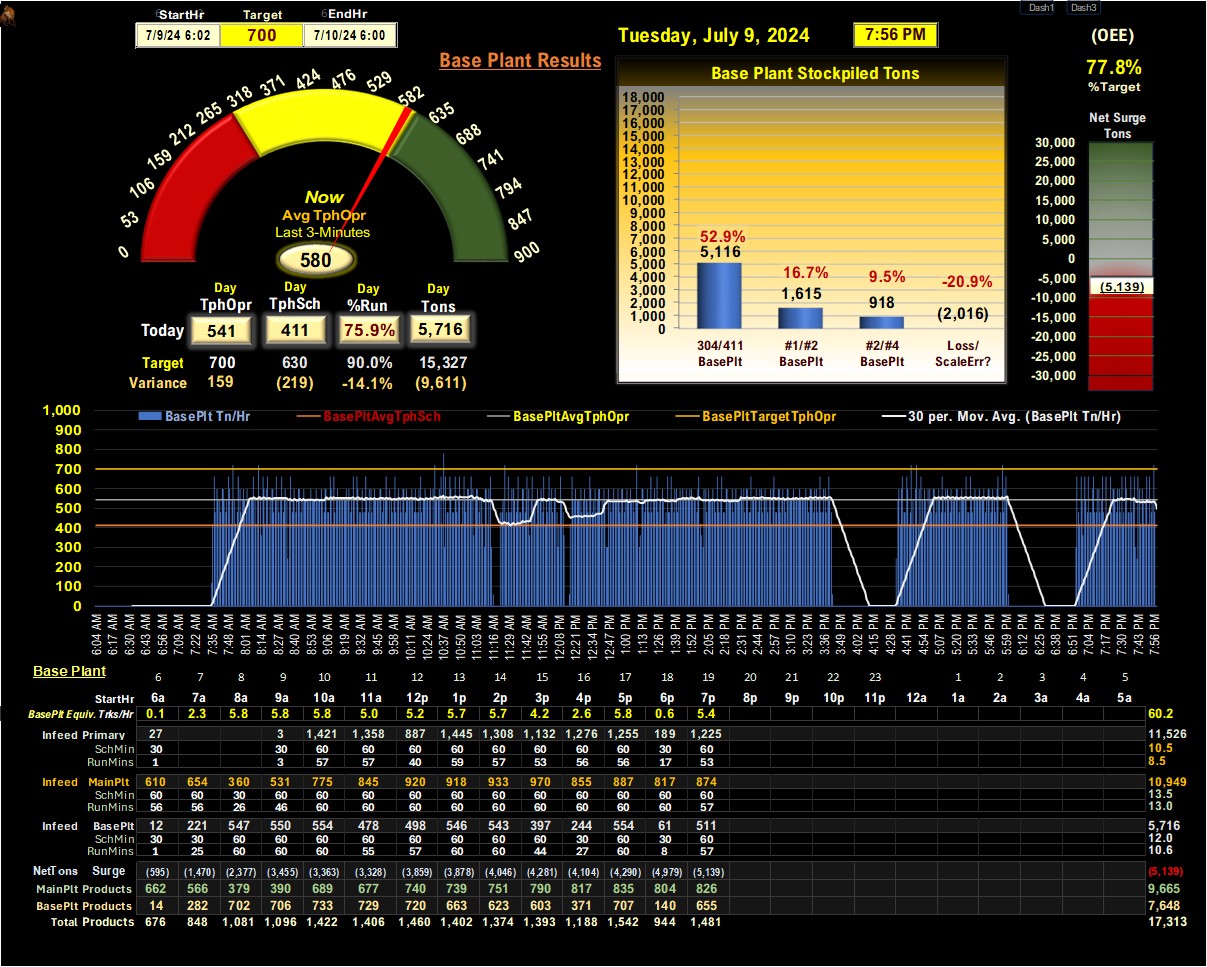 Dash1 Dash3
StartHr Target 6EndHr
7/9/24 6:02 700 7/10/24 6:00
Tuesday, July 9, 2024 7:56 PM
(OEE)
77.8%
%Target
Base Plant Results
Base Plant Stockpiled Tons
Net Surge
Tons
0 53 106 159 212 265 318 371 424 476 529 582 635 688 741 794 847 900
Now
Avg TphOpr
Last 3-Minutes
580
Day Day Day Day
TphOpr TphSch %Run Tons
Today 541 411 75.9% 5,716
Target 700 630 90.0% 15,327
Variance 159 (219) -14.1% (9,611)
18,000
17,000
16,000
15,000
14,000
13,000
12,000
11,000
10,000
9,000
8,000
7,000
6,000
5,000
4,000
3,000
2,000
1,000
0
52.9% 16.7% 9.5% -20.9%
5,116 1,615 918 (2,016)
304/411 #1/#2 #2/#4 Loss/
BasePlt BasePlt BasePlt ScaleErr?
30,000
25,000
20,000
15,000
10,000
5,000
0
-5,000
(5,139)
-10,000
-15,000
-20,000
-25,000
-30,000
BasePlt Tn/Hr BasePltAvgTphSch BasePltAvgTphOpr BasePltTargetTphOpr 30 per. Mov. Avg. (BasePlt Tn/Hr)
1,000
900
800
700
600
500
400
300
200
100
0
6:04 AM 6:17 AM 6:30 AM 6:43 AM 6:56 AM 7:09 AM 7:22 AM 7:35 AM 7:48 AM 8:01 AM 8:14 AM 8:27 AM 8:40 AM 8:53 AM 9:06 AM 9:19 AM 9:32 AM 9:45 AM 9:58 AM 10:11 AM 10:24 AM 10:37 AM 10:50 AM 11:03 AM 11:16 AM 11:29 AM 11:42 AM 11:55 AM 12:08 PM 12:21 PM 12:34 PM 12:47 PM 1:00 PM 1:13 PM 1:26 PM 1:39 PM 1:52 PM 2:05 PM 2:18 PM 2:31 PM 2:44 PM 2:57 PM 3:10 PM 3:23 PM 3:36 PM 3:49 PM 4:02 PM 4:15 PM 4:28 PM 4:41 PM 4:54 PM 5:07 PM 5:20 PM 5:33 PM 5:46 PM 5:59 PM 6:12 PM 6:25 PM 6:38 PM 6:51 PM 7:04 PM 7:17 PM 7:30 PM 7:43 PM 7:56 PM
Base Plant 6 7 8 9 10 11 12 13 14 15 16 17 18 19 20 21 22 23 1 2 3 4 5
StartHr 6a 7a 8a 9a 10a 11a 12p 1p 2p 3p 4p 5p 6p 7p 8p 9p 10p 11p 12a 1a 2a 3a 4a 5a
BasePlt Equiv. Trks/Hr 0.1 2.3 5.8 5.8 5.8 5.0 5.2 5.7 5.7 4.2 2.6 5.8 0.6 5.4 60.2
Infeed Primary 27 3 1,421 1,358 887 1,445 1,308 1,132 1,276 1,255 189 1,225 11,526
SchMin 30 30 60 60 60 60 60 60 60 60 30 60 10.5
RunMins 1 3 57 57 40 59 57 53 56 56 17 53 8.5
Infeed MainPlt 610 654 360 531 775 845 920 918 933 970 855 887 817 874 10,949
SchMin 60 60 30 60 60 60 60 60 60 60 60 60 60 60 13.5
RunMins 56 56 26 46 60 60 60 60 60 60 60 60 60 57 13.0
Infeed BasePlt 12 221 547 550 554 478 498 546 543 397 244 554 61 511 5,716
SchMin 30 30 60 60 60 60 60 60 60 60 30 60 30 60 12.0
RunMins 1 25 60 60 60 55 57 60 60 44 27 60 8 57 10.6
NetTons Surge (595) (1,470) (2,377) (3,455) (3,363) (3,328) (3,859) (3,878) (4,046) (4,281) (4,104) (4,290) (4,979) (5,139) (5,139)
MainPlt Products 662 566 379 390 689 677 740 739 751 790 817 835 804 826 9,665
BasePlt Products 14 282 702 706 733 729 720 663 623 603 371 707 140 655 7,648
Total Products 676 848 1,081 1,096 1,422 1,406 1,460 1,402 1,374 1,393 1,188 1,542 944 1,481 17,313